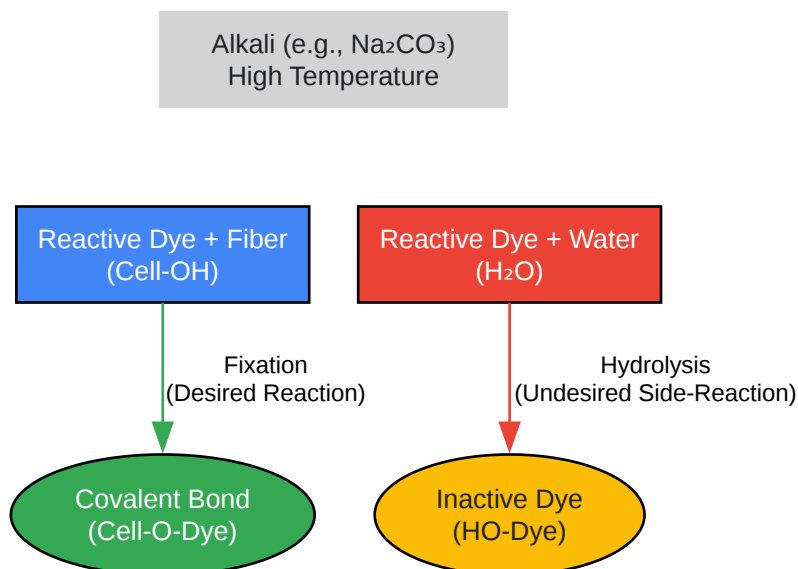 Alkali (e.g., Na₂CO₃)
High Temperature
Reactive Dye + Fiber
(Cell-OH)
Reactive Dye + Water
(H₂O)
Fixation
(Desired Reaction)
Hydrolysis
(Undesired Side-Reaction)
Covalent Bond
(Cell-O-Dye)
Inactive Dye
(HO-Dye)